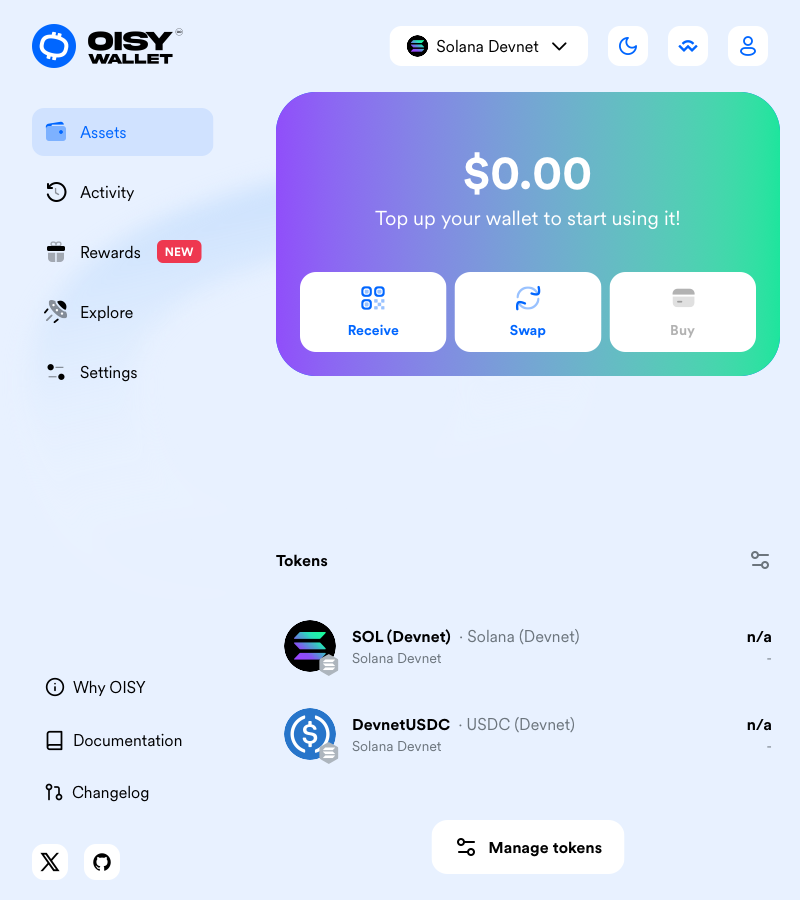 OISY
WALLET
Solana Devnet
Assets
Activity
Rewards NEW
Explore
Settings
$0.00
Top up your wallet to start using it!
Receive
Swap
Buy
Tokens
SOL (Devnet) · Solana (Devnet) n/a
Solana Devnet -
DevnetUSDC · USDC (Devnet) n/a
Solana Devnet -
Manage tokens
Why OISY
Documentation
Changelog